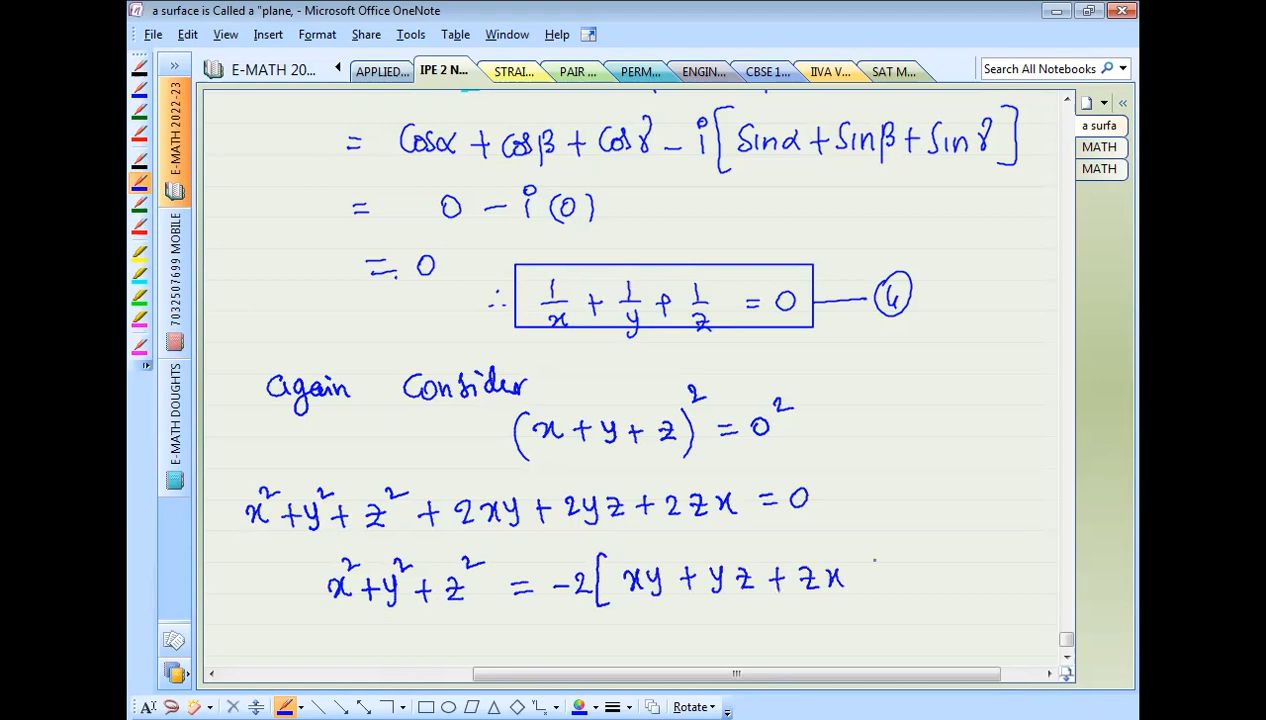 a surface is Called a "plane, - Microsoft Office OneNote
File Edit View Insert Format Share Tools Table Window Help
E-MATH 20... APPLIED... IPE 2 N... STRAI... PAIR ... PERM... ENGIN... CBSE 1... IIVA V... SAT M... Search All Notebooks
a surfa
MATH
MATH
E-MATH 2022-23
7032507699 MOBILE
E-MATH DOUGHTS
= Cosα + cosβ + Cosγ - i[Sinα + Sinβ + Sinγ]
= 0 - i(0)
= 0
∴ 1/x + 1/y + 1/z = 0 — 4
again Consider
(x + y + z)² = 0²
x² + y² + z² + 2xy + 2yz + 2zx = 0
x² + y² + z² = -2[xy + yz + zx
Rotate